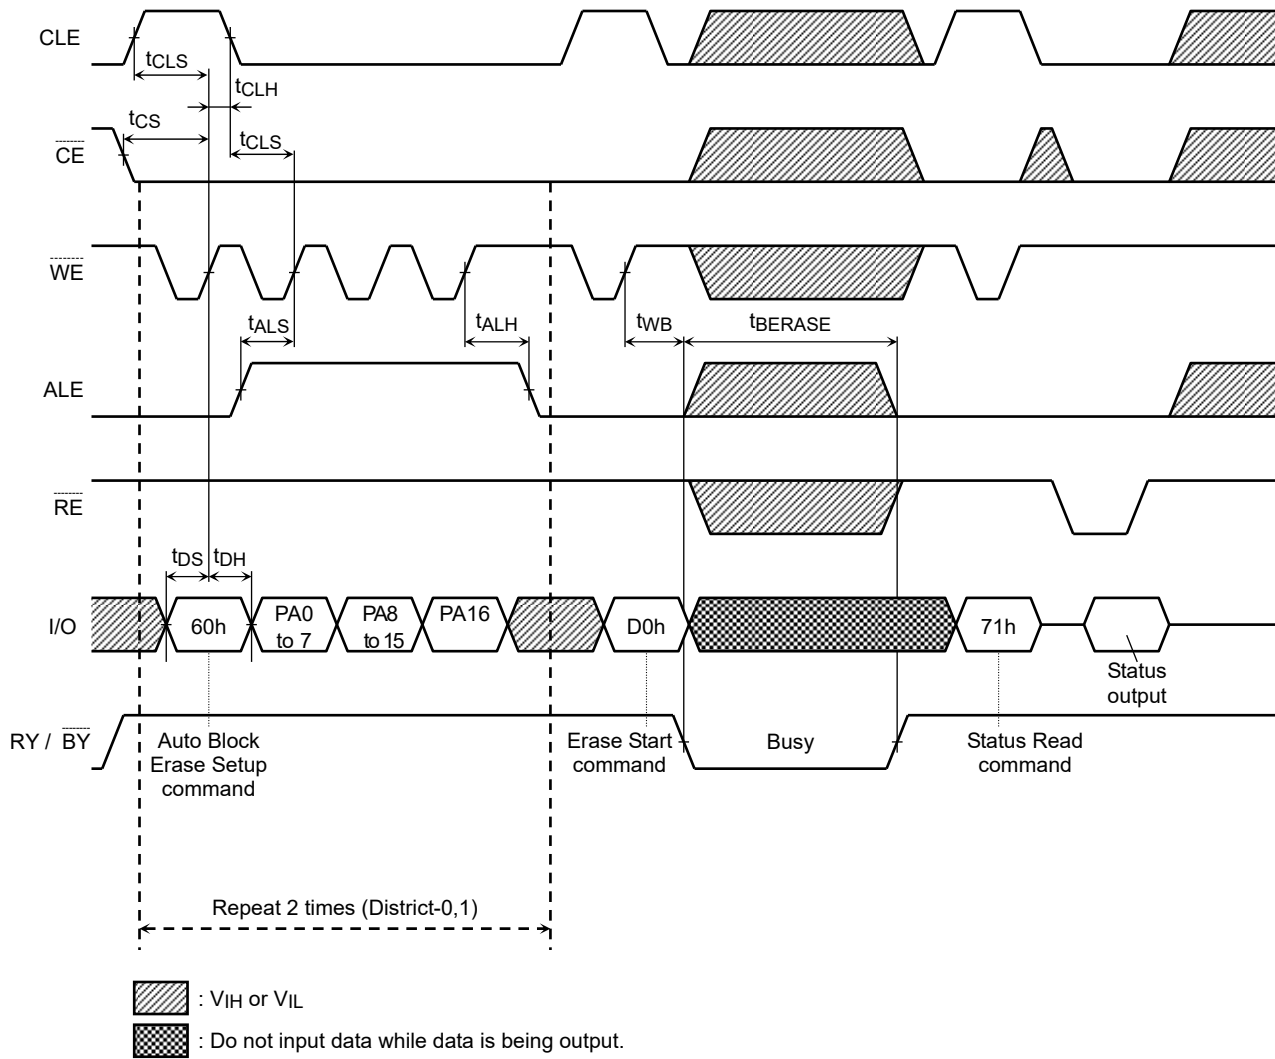 CLE
tCLS
tCLH
tCS
tCLS
CE
WE
tALS
tALH
tWB
tBERASE
ALE
RE
tDS
tDH
I/O
60h
PA0
to 7
PA8
to 15
PA16
D0h
71h
Status
output
RY / BY
Auto Block
Erase Setup
command
Erase Start
command
Busy
Status Read
command
Repeat 2 times (District-0,1)
: VIH or VIL
: Do not input data while data is being output.